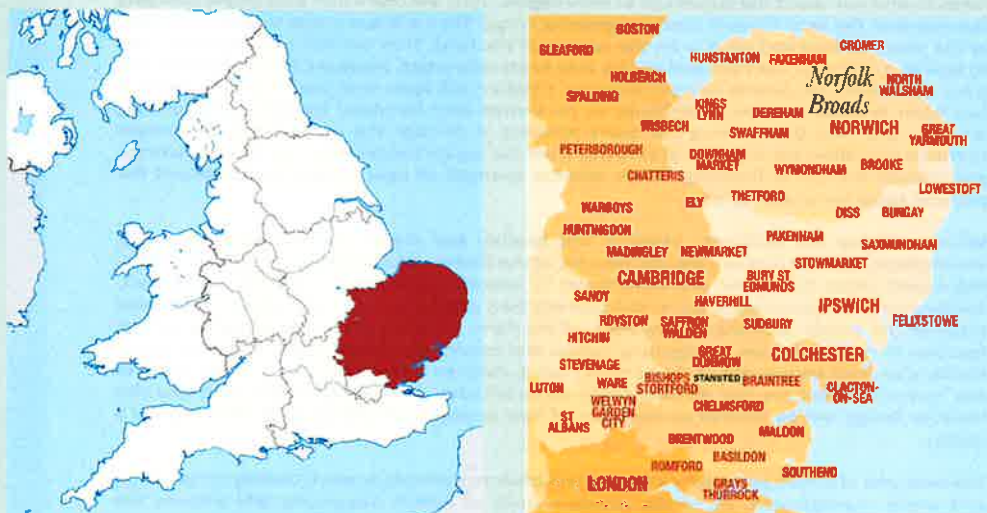 BOSTON
SLEAFORD
HUNSTANTON
FAKENHAM
CROMER
HOLBEACH
Norfolk
Broads
NORTH
WALSHAM
SPALDING
KINGS
LYNN
DEREHAM
WISBECH
SWAFFHAM
NORWICH
GREAT
YARMOUTH
PETERBOROUGH
DOWNHAM
MARKET
WYMONDHAM
BROOKE
CHATTERIS
LOWESTOFT
ELY
THETFORD
WARBOYS
DISS
BUNGAY
HUNTINGDON
PAKENHAM
MADINGLEY
NEWMARKET
SAXMUNDHAM
STOWMARKET
CAMBRIDGE
BURY ST
EDMUNDS
SANDY
HAVERHILL
IPSWICH
ROYSTON
SAFFRON
WALDEN
SUDBURY
FELIXSTOWE
HITCHIN
GREAT
DUNMOW
COLCHESTER
STEVENAGE
LUTON
WARE
BISHOPS
STORTFORD
STANSTED
BRAINTREE
CLACTON-
ON-SEA
WELWYN
GARDEN
CITY
CHELMSFORD
ST
ALBANS
MALDON
BRENTWOOD
BASILDON
ROMFORD
SOUTHEND
LONDON
GRAYS
THURROCK